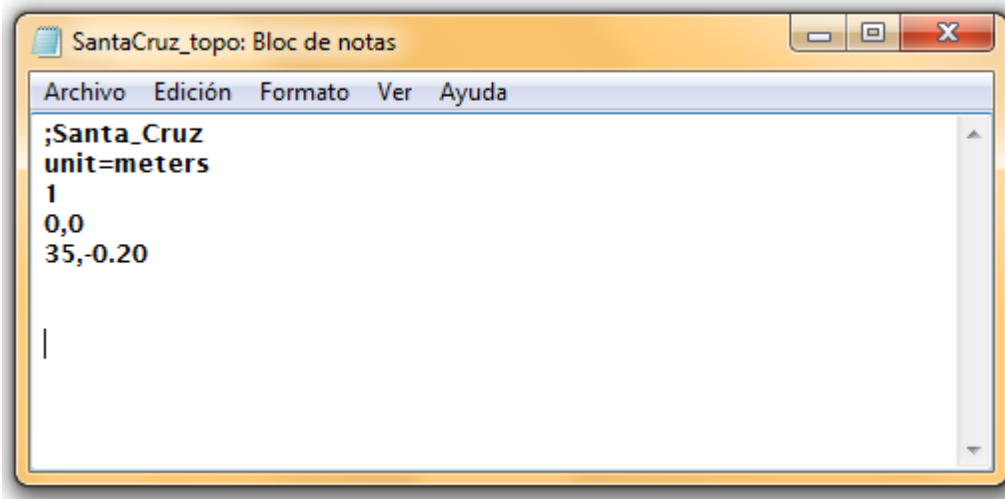 SantaCruz_topo: Bloc de notas
Archivo Edición Formato Ver Ayuda
;Santa_Cruz
unit=meters
1
0,0
35,-0.20